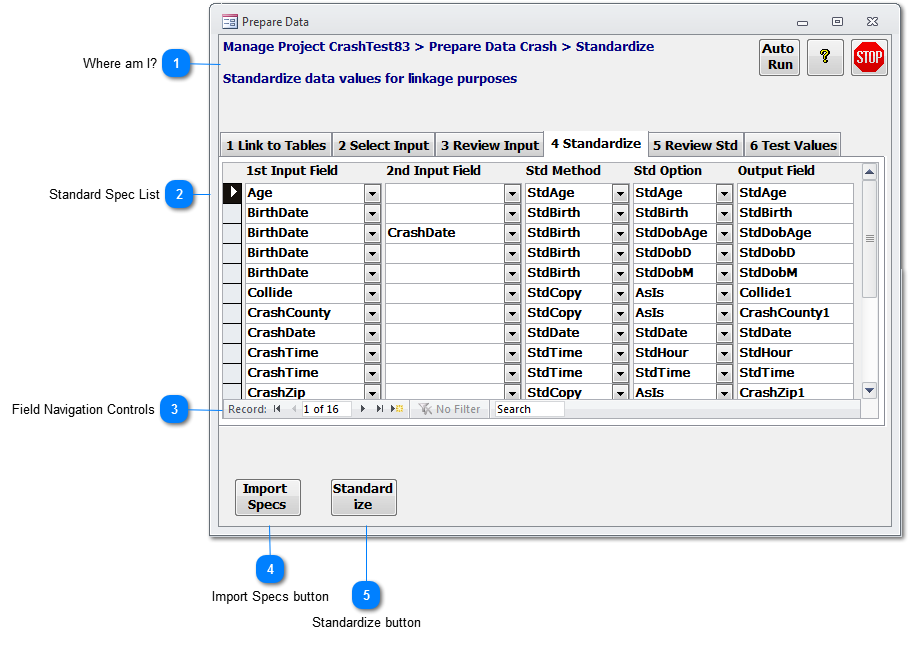 Prepare Data
Manage Project CrashTest83 > Prepare Data Crash > Standardize
Auto
Run
?
STOP
Where am I? 1
Standardize data values for linkage purposes
1 Link to Tables 2 Select Input 3 Review Input 4 Standardize 5 Review Std 6 Test Values
1st Input Field 2nd Input Field Std Method Std Option Output Field
Standard Spec List 2
Age StdAge StdAge StdAge
BirthDate StdBirth StdBirth StdBirth
BirthDate CrashDate StdBirth StdDobAge StdDobAge
BirthDate StdBirth StdDobD StdDobD
BirthDate StdBirth StdDobM StdDobM
Collide StdCopy AsIs Collide1
CrashCounty StdCopy AsIs CrashCounty1
CrashDate StdDate StdDate StdDate
CrashTime StdTime StdHour StdHour
CrashTime StdTime StdTime StdTime
CrashZip StdCopy AsIs CrashZip1
Field Navigation Controls 3
Record: 1 of 16 No Filter Search
Import
Specs
Standard
ize
4
Import Specs button
5
Standardize button